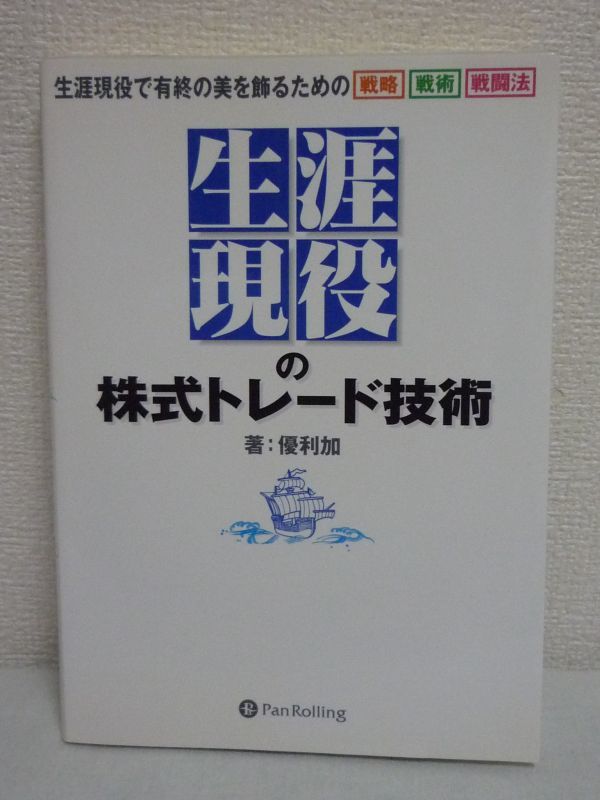 生涯現役で有終の美を飾るための 戦略 戦術 戦闘法
生涯
現役
の
株式トレード技術
著：優利加
PanRolling